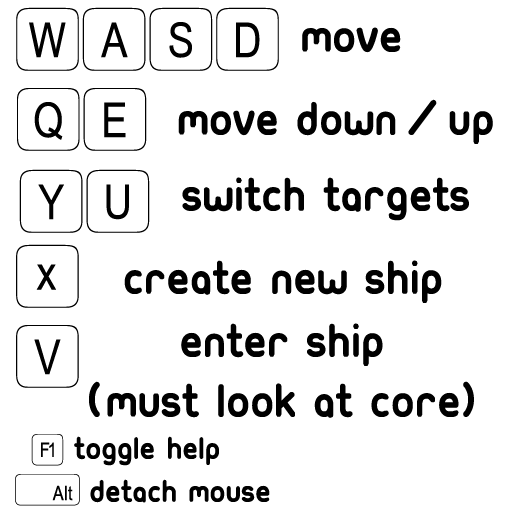 W A S D move
Q E move down / up
Y U switch targets
x create new ship
V enter ship
(must look at core)
F1 toggle help
Alt detach mouse